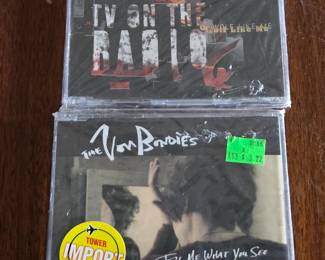 TV ON THE
RADIO
THE VON BONDIES
TELL ME WHAT YOU SEE
TOWER
IMPORT